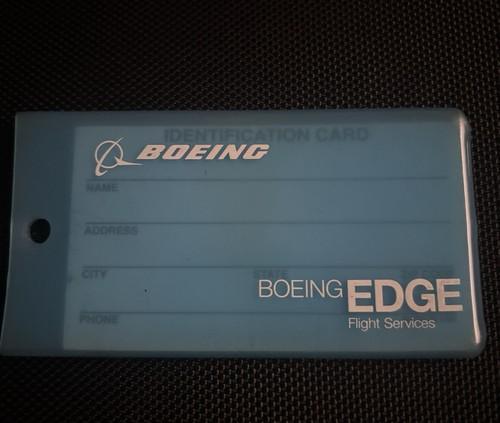 IDENTIFICATION CARD
BOEING
NAME
ADDRESS
CITY STATE
BOEING EDGE
PHONE
Flight Services